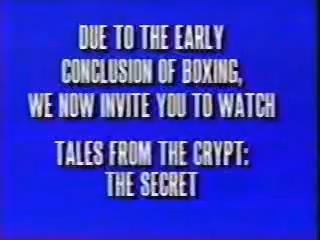 DUE TO THE EARLY
CONCLUSION OF BOXING,
WE NOW INVITE YOU TO WATCH
TALES FROM THE CRYPT:
THE SECRET